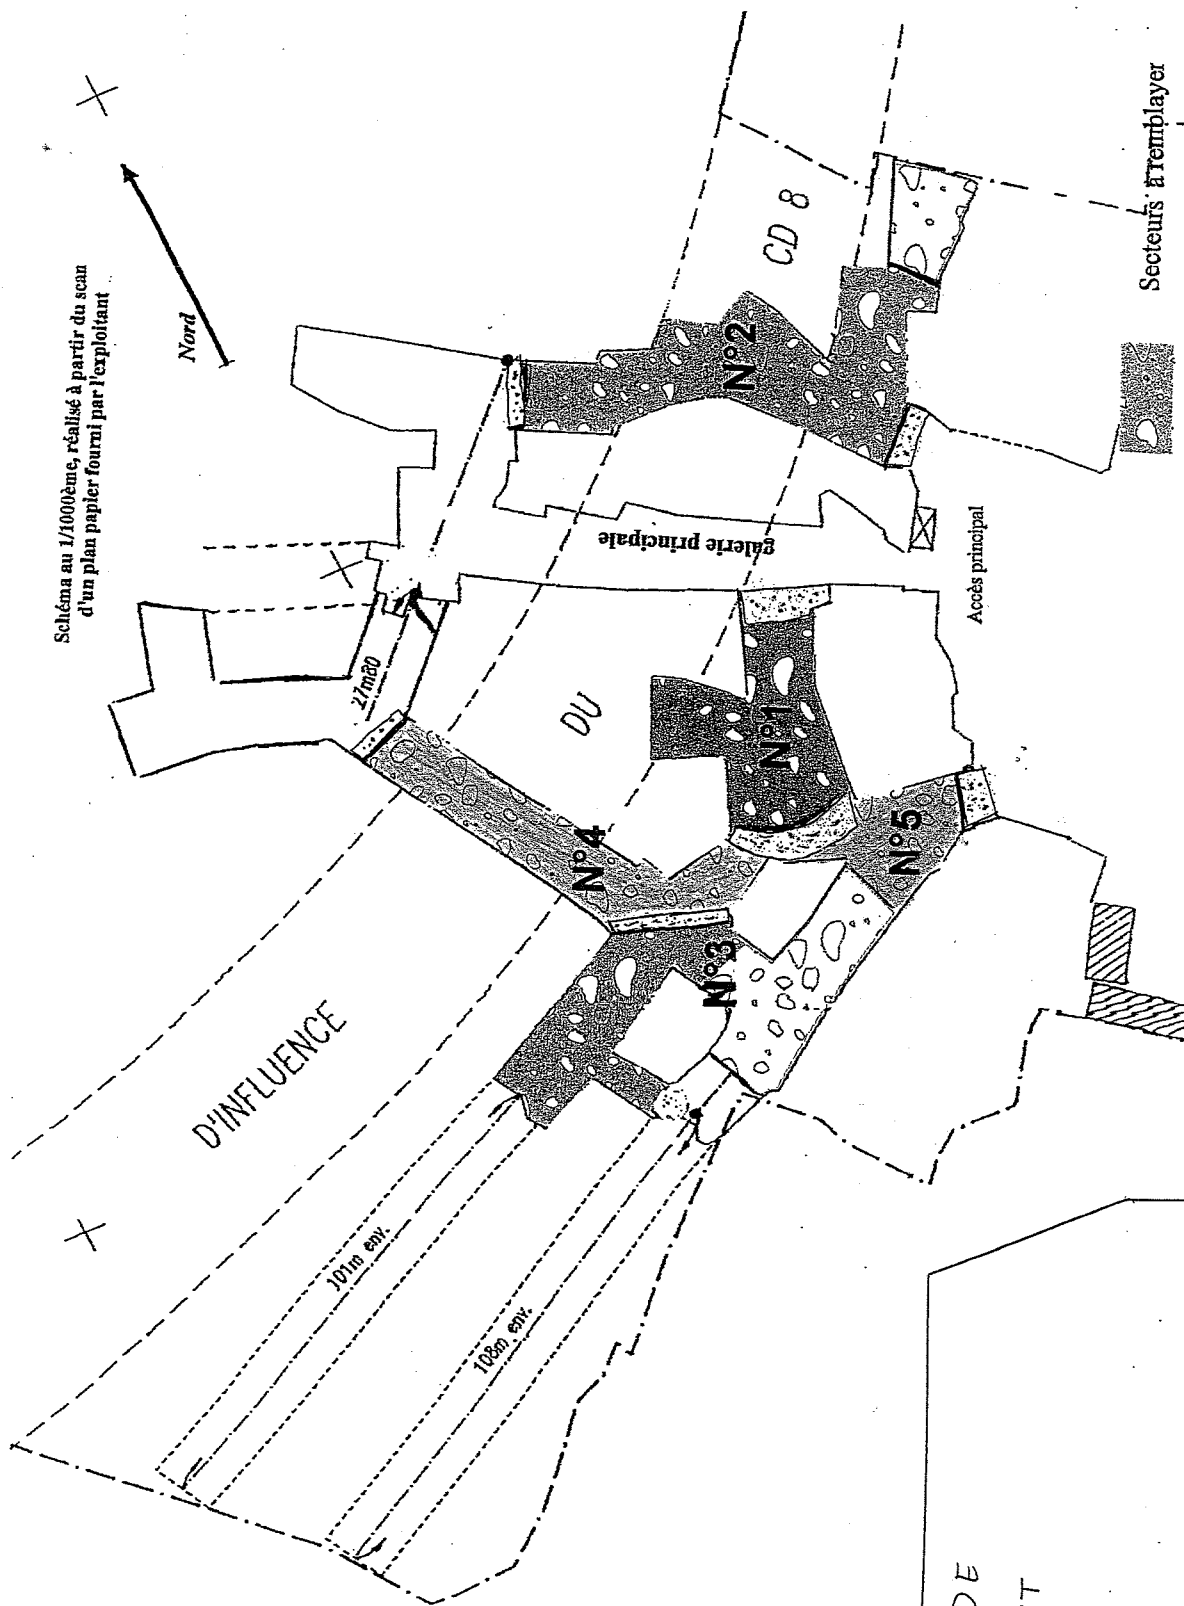 Schéma au 1/1000ème, réalisé à partir du scan
d'un plan papier fourni par l'exploitant
Nord
CD 8
N°2
galerie principale
Accès principal
Secteurs à remblayer
27m80
DU
N°1
N°4
N°5
N°3
D'INFLUENCE
101m env.
108m env.
DE